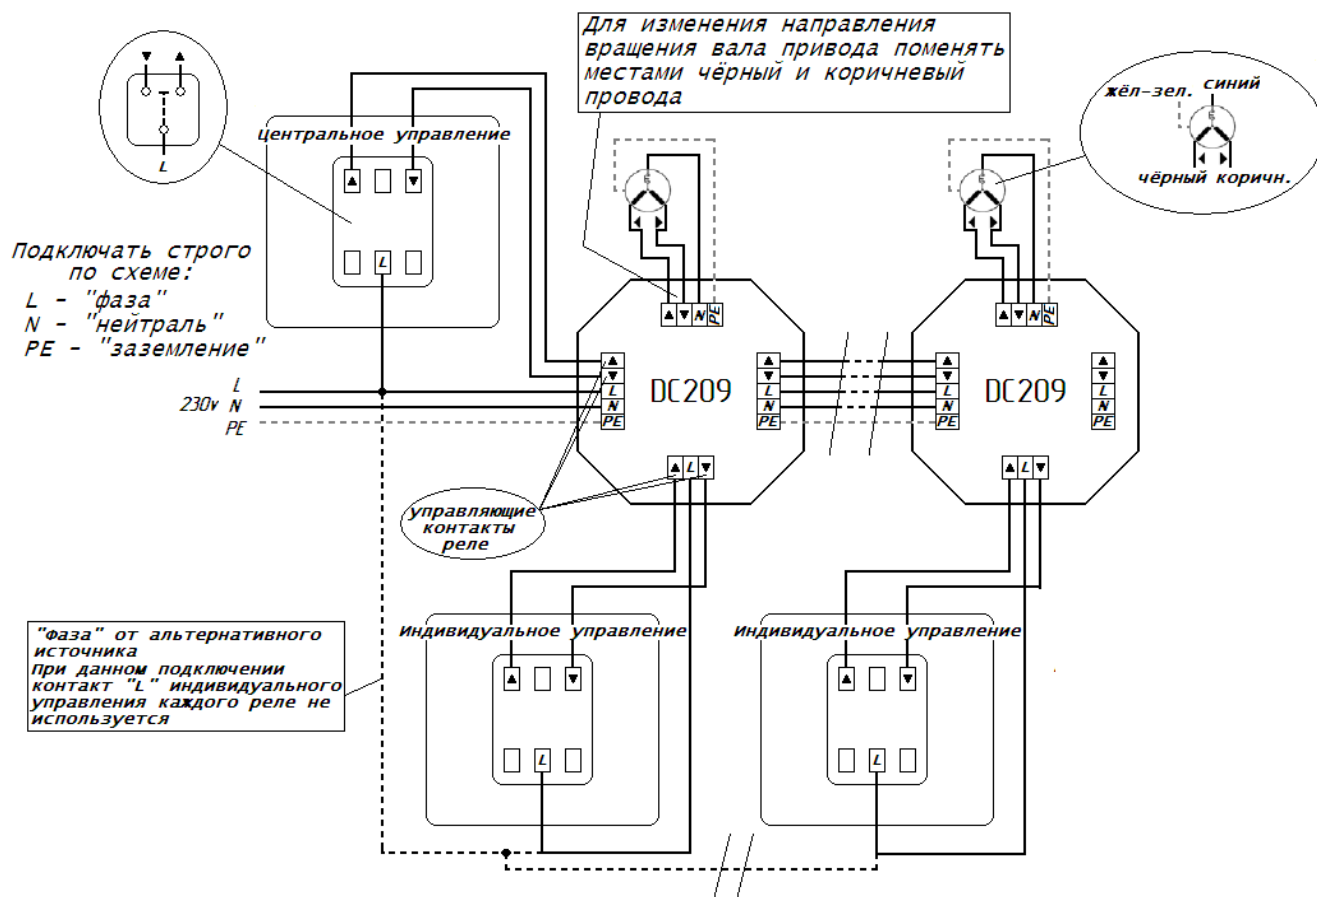 Для изменения направления
вращения вала привода поменять
местами чёрный и коричневый
провода
L
Центральное управление
▲
▼
L
жёл-зел. синий
чёрный коричн.
Подключать строго
по схеме:
L - "фаза"
N - "нейтраль"
PE - "заземление"
▲ ▼ N PE
▲ ▼ N PE
L
230v N
PE
▲
▼
L
N
PE
DC209
▲
▼
L
N
PE
▲
▼
L
N
PE
DC209
▲
▼
L
N
PE
▲ L ▼
▲ L ▼
управляющие
контакты
реле
"Фаза" от альтернативного
источника
При данном подключении
контакт "L" индивидуального
управления каждого реле не
используется
Индивидуальное управление
▲
▼
L
Индивидуальное управление
▲
▼
L